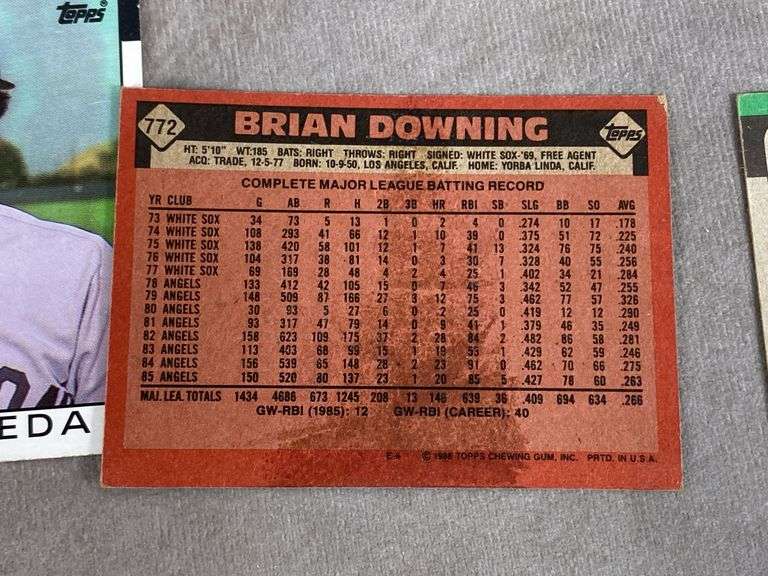 Topps®
EDA
772 BRIAN DOWNING Topps
HT: 5'10" WT:185 BATS: RIGHT THROWS: RIGHT SIGNED: WHITE SOX-'69, FREE AGENT
ACQ: TRADE, 12-5-77 BORN: 10-9-50, LOS ANGELES, CALIF. HOME: YORBA LINDA, CALIF.
COMPLETE MAJOR LEAGUE BATTING RECORD
YR CLUB G AB R H 2B 3B HR RBI SB SLG BB SO AVG
73 WHITE SOX 34 73 5 13 1 0 2 4 0 .274 10 17 .178
74 WHITE SOX 108 293 41 66 12 1 10 39 0 .375 51 72 .225
75 WHITE SOX 138 420 58 101 12 1 7 41 13 .324 76 75 .240
76 WHITE SOX 104 317 38 81 14 0 3 30 7 .328 40 55 .256
77 WHITE SOX 69 169 28 48 4 2 4 25 1 .402 34 21 .284
78 ANGELS 133 412 42 105 15 0 7 46 3 .342 52 47 .255
79 ANGELS 148 509 87 166 27 3 12 75 3 .462 77 57 .326
80 ANGELS 30 93 5 27 6 0 2 25 0 .419 12 12 .290
81 ANGELS 93 317 47 79 14 0 9 41 1 .379 46 35 .249
82 ANGELS 158 623 109 175 37 2 28 84 2 .482 86 58 .281
83 ANGELS 113 403 68 99 15 1 19 53 1 .429 62 59 .246
84 ANGELS 156 539 65 148 28 2 23 91 0 .462 70 66 .275
85 ANGELS 150 520 80 137 23 1 20 85 5 .427 78 60 .263
MAJ. LEA. TOTALS 1434 4686 673 1245 208 13 146 639 36 .409 694 634 .266
GW-RBI (1985): 12 GW-RBI (CAREER): 40
E-4 © 1986 TOPPS CHEWING GUM, INC. PRTD. IN U.S.A.